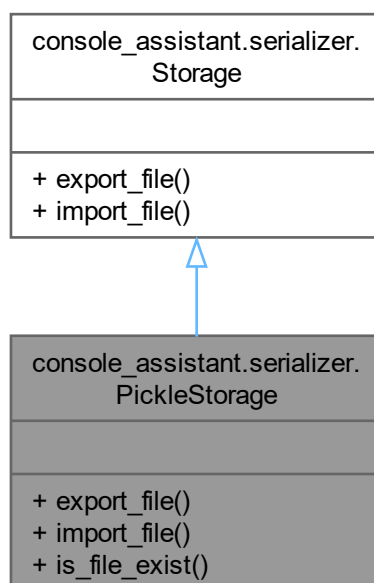 console_assistant.serializer.
Storage
+ export_file()
+ import_file()
console_assistant.serializer.
PickleStorage
+ export_file()
+ import_file()
+ is_file_exist()